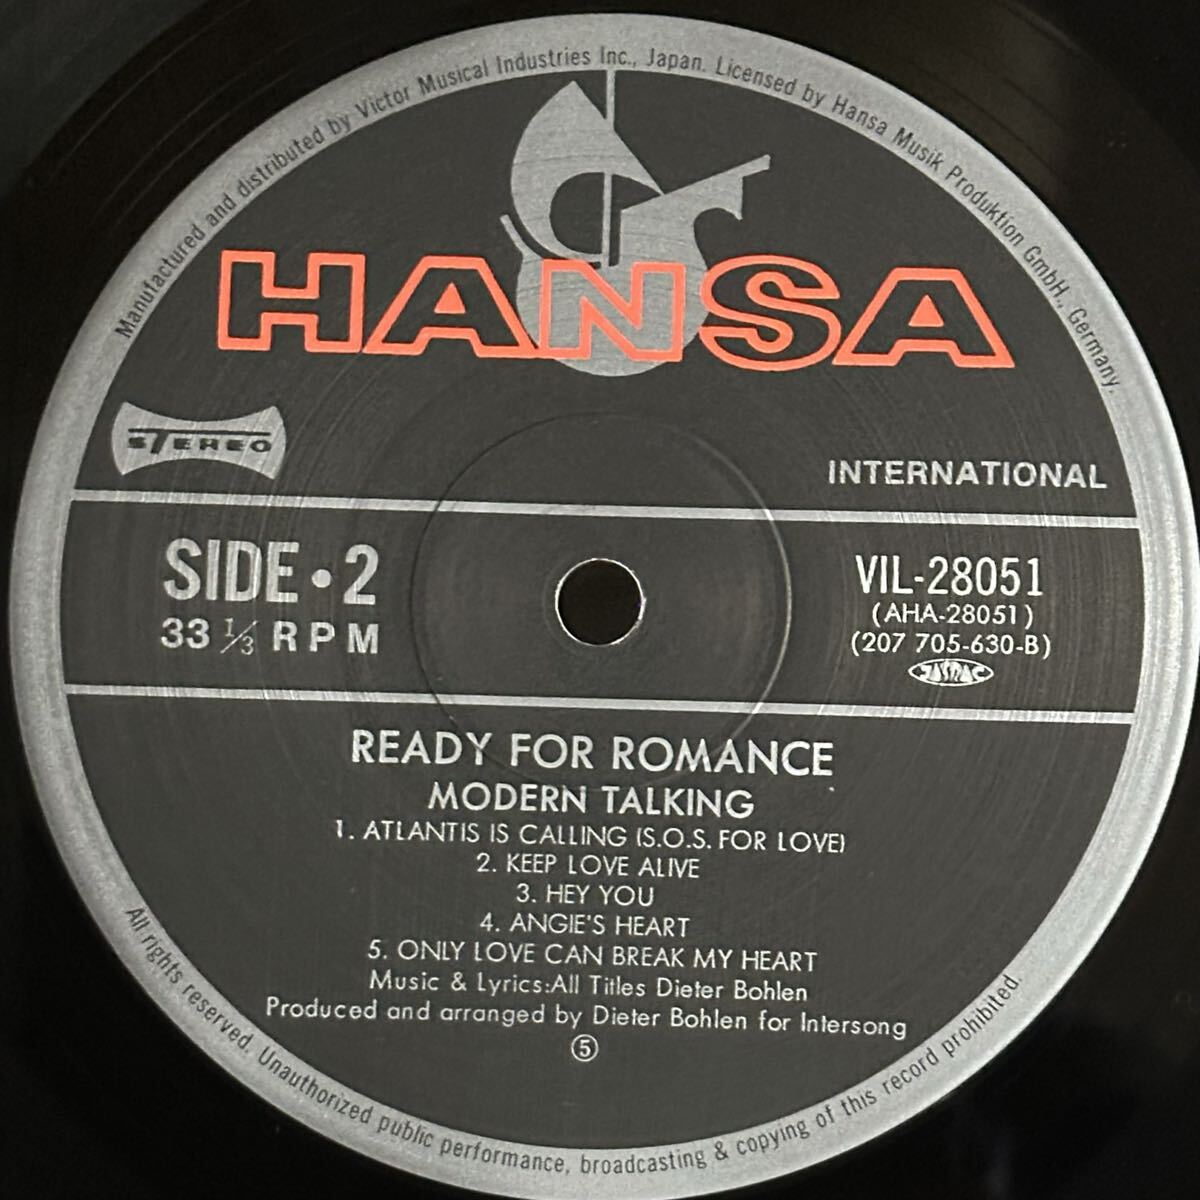 Manufactured and distributed by Victor Musical Industries Inc., Japan. Licensed by Hansa Musik Produktion GmbH., Germany.
HANSA
STEREO
INTERNATIONAL
SIDE·2
33 1/3 RPM
VIL-28051
(AHA-28051)
(207 705-630-B)
JASRAC
READY FOR ROMANCE
MODERN TALKING
1. ATLANTIS IS CALLING (S.O.S. FOR LOVE)
2. KEEP LOVE ALIVE
3. HEY YOU
4. ANGIE'S HEART
5. ONLY LOVE CAN BREAK MY HEART
Music & Lyrics:All Titles Dieter Bohlen
Produced and arranged by Dieter Bohlen for Intersong
⑤
All rights reserved. Unauthorized public performance, broadcasting & copying of this record prohibited.